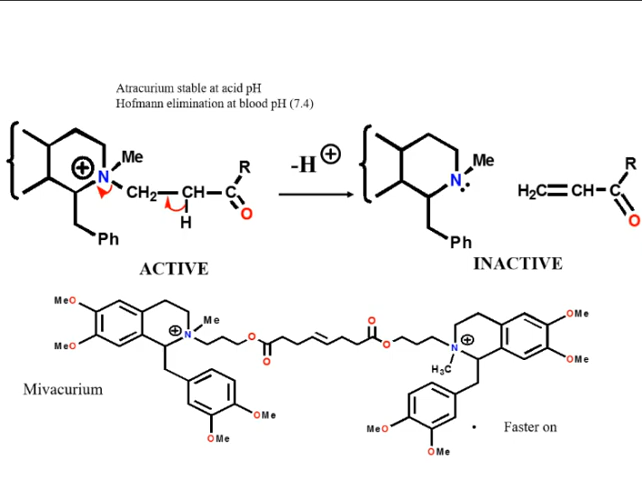 Atracurium stable at acid pH
Hofmann elimination at blood pH (7.4)
⊕ N Me CH₂ CH C R O H Ph
-H⊕
N Me Ph
H₂C CH C R O
ACTIVE
INACTIVE
MeO MeO ⊕ N Me O O O O N ⊕ H₃C OMe OMe
Mivacurium
OMe OMe
MeO OMe
• Faster on